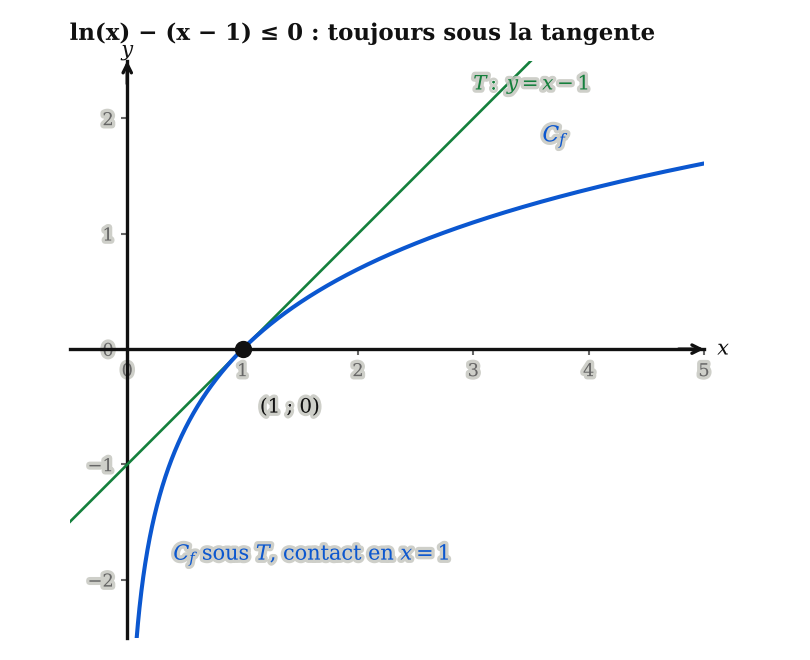 ln(x) − (x − 1) ≤ 0 : toujours sous la tangente
y
T : y = x − 1
2
C_f
1
0
x
0 1 2 3 4 5
(1 ; 0)
−1
C_f sous T, contact en x = 1
−2